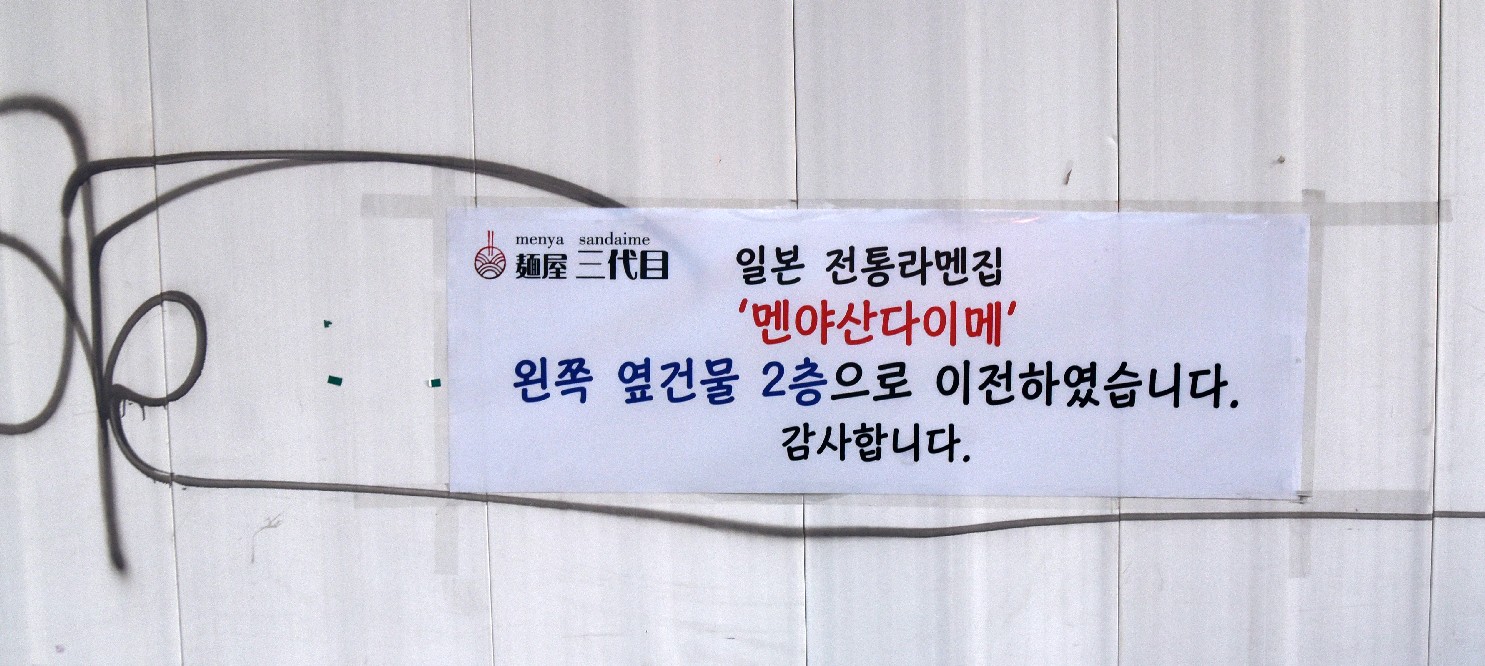 menya sandaime
麺屋 三代目
일본 전통라멘집
'멘야산다이메'
왼쪽 옆건물 2층으로 이전하였습니다.
감사합니다.